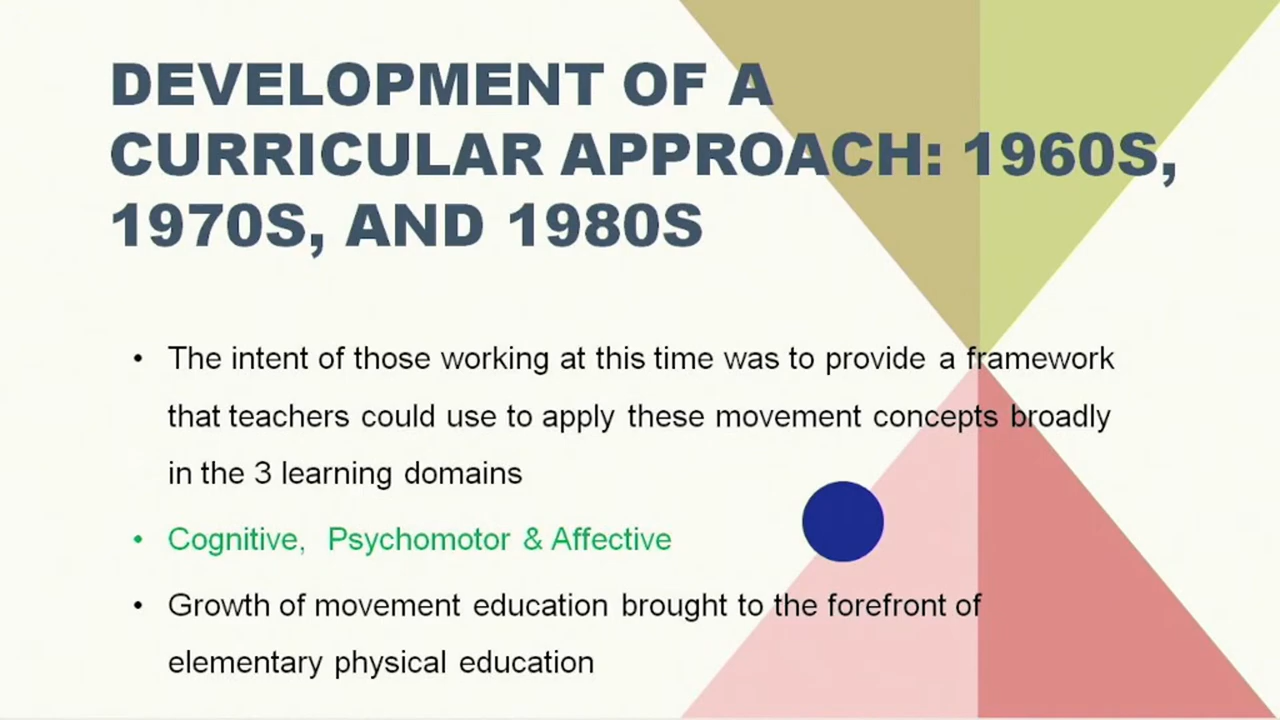 DEVELOPMENT OF A
CURRICULAR APPROACH: 1960S,
1970S, AND 1980S
• The intent of those working at this time was to provide a framework
that teachers could use to apply these movement concepts broadly
in the 3 learning domains
• Cognitive, Psychomotor & Affective
• Growth of movement education brought to the forefront of
elementary physical education